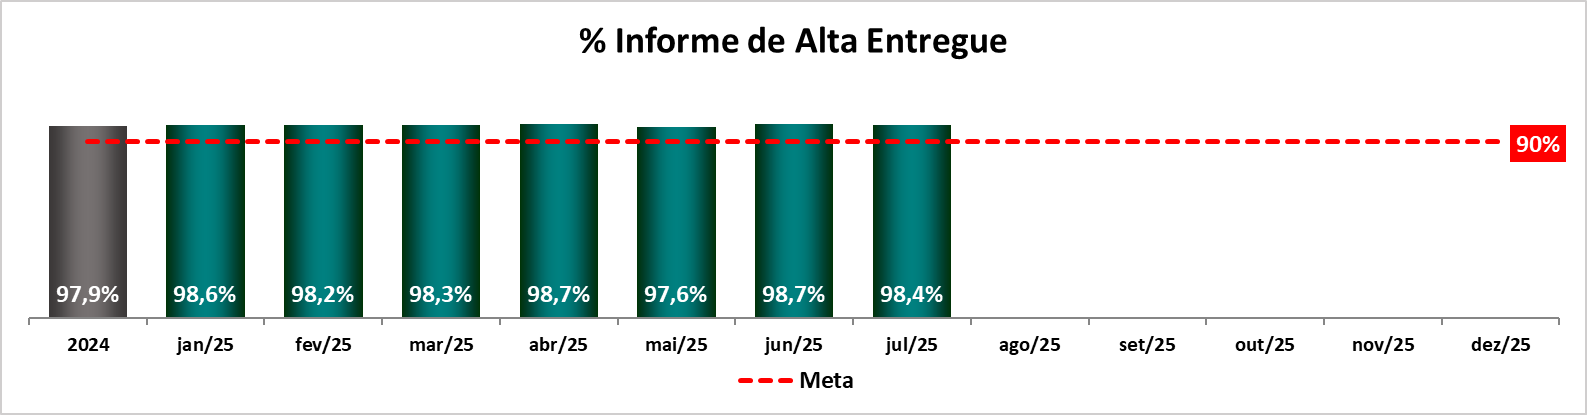 % Informe de Alta Entregue
90%
97,9% 98,6% 98,2% 98,3% 98,7% 97,6% 98,7% 98,4%
2024 jan/25 fev/25 mar/25 abr/25 mai/25 jun/25 jul/25 ago/25 set/25 out/25 nov/25 dez/25
Meta